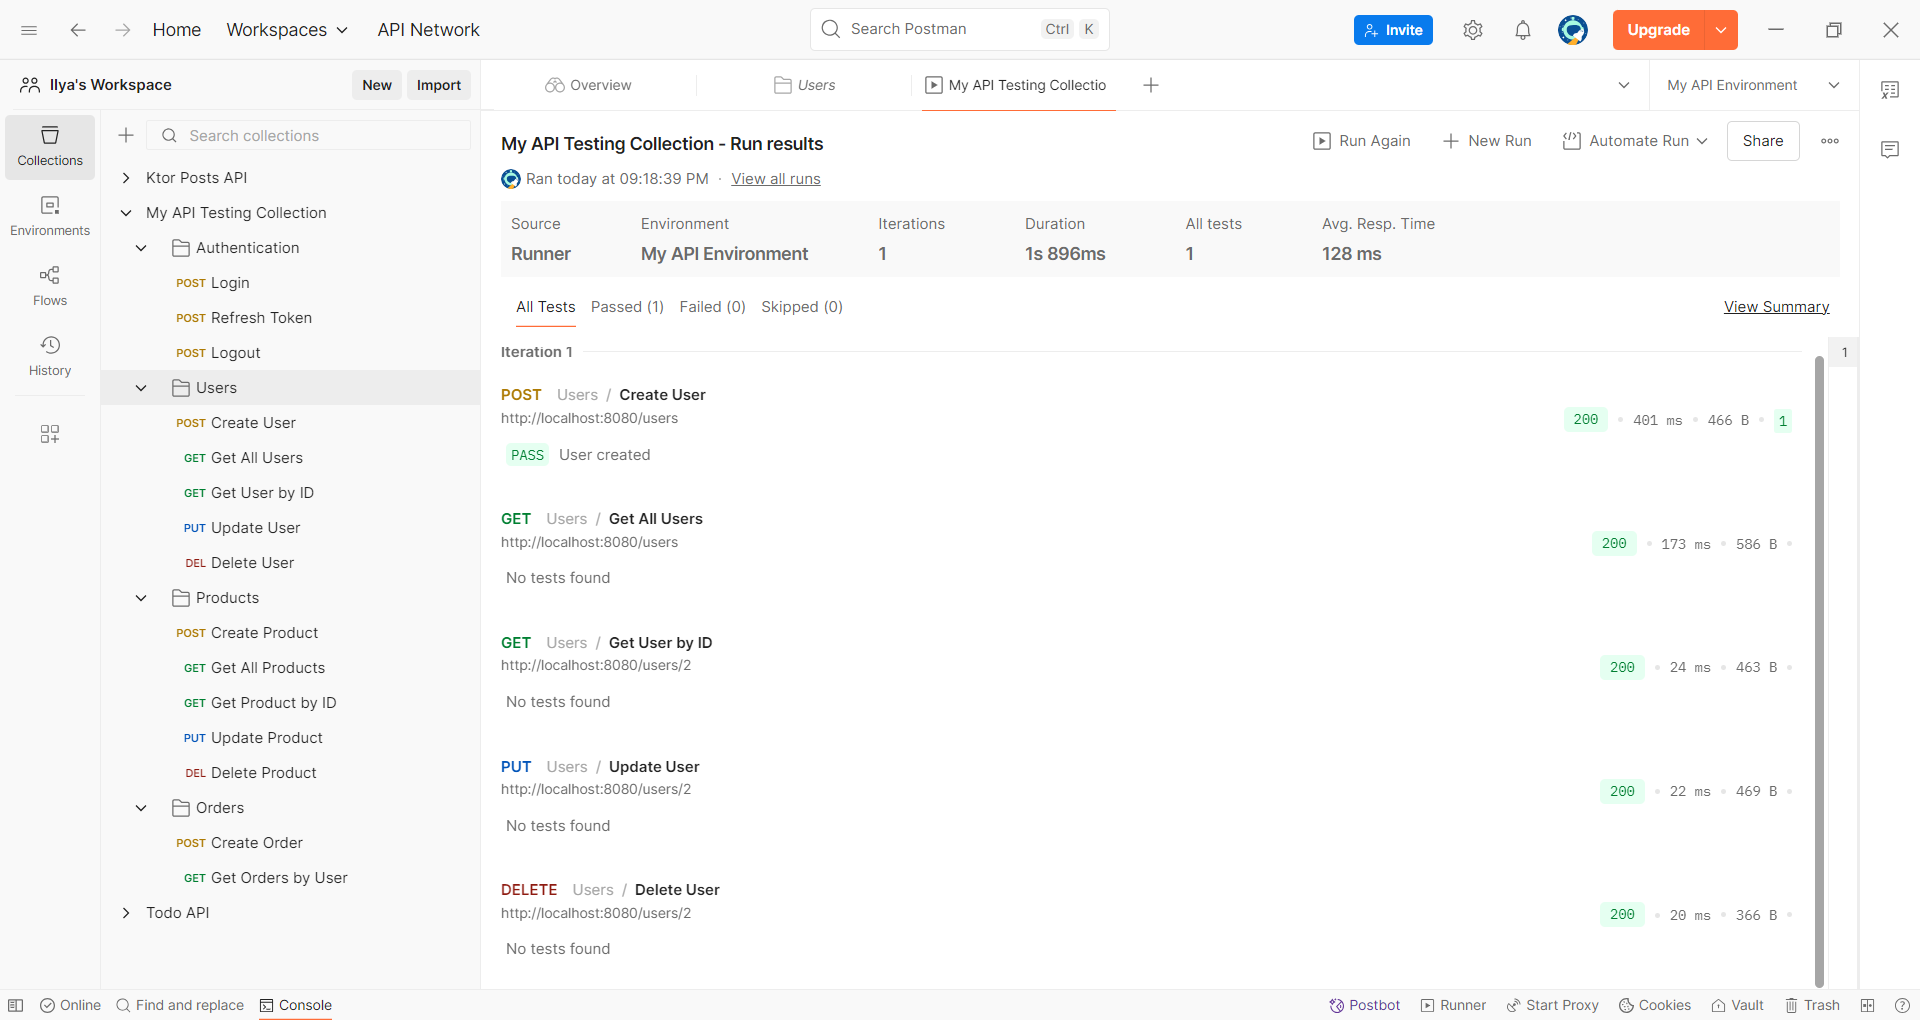 Home
Workspaces
API Network
Search Postman
Ctrl
K
Invite
Upgrade
Ilya's Workspace
New
Import
Overview
Users
My API Testing Collectio
My API Environment
Collections
Environments
Flows
History
Search collections
Ktor Posts API
My API Testing Collection
Authentication
POST Login
POST Refresh Token
POST Logout
Users
POST Create User
GET Get All Users
GET Get User by ID
PUT Update User
DEL Delete User
Products
POST Create Product
GET Get All Products
GET Get Product by ID
PUT Update Product
DEL Delete Product
Orders
POST Create Order
GET Get Orders by User
Todo API
My API Testing Collection - Run results
Run Again
New Run
Automate Run
Share
Ran today at 09:18:39 PM · View all runs
Source
Environment
Iterations
Duration
All tests
Avg. Resp. Time
Runner
My API Environment
1
1s 896ms
1
128 ms
All Tests
Passed (1)
Failed (0)
Skipped (0)
View Summary
Iteration 1
1
POST Users / Create User
http://localhost:8080/users
200 • 401 ms • 466 B • 1
PASS User created
GET Users / Get All Users
http://localhost:8080/users
200 • 173 ms • 586 B •
No tests found
GET Users / Get User by ID
http://localhost:8080/users/2
200 • 24 ms • 463 B •
No tests found
PUT Users / Update User
http://localhost:8080/users/2
200 • 22 ms • 469 B •
No tests found
DELETE Users / Delete User
http://localhost:8080/users/2
200 • 20 ms • 366 B •
No tests found
Online
Find and replace
Console
Postbot
Runner
Start Proxy
Cookies
Vault
Trash